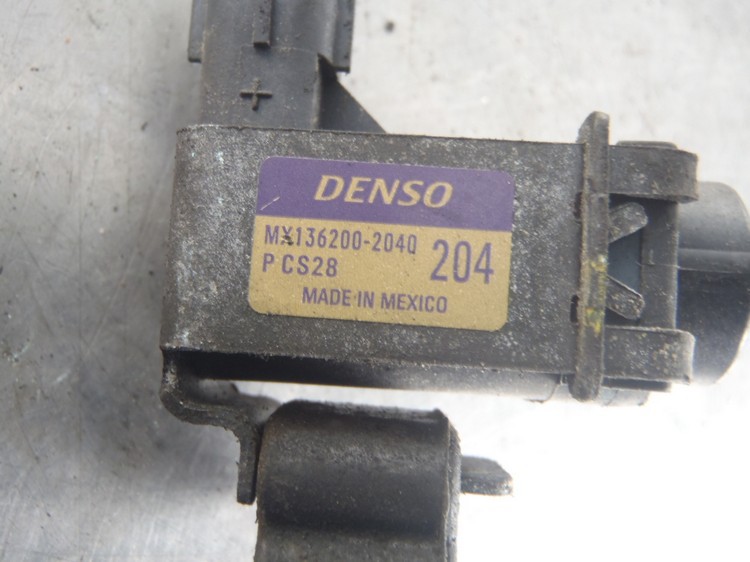 DENSO
MX136200-2040 204
P CS28
MADE IN MEXICO